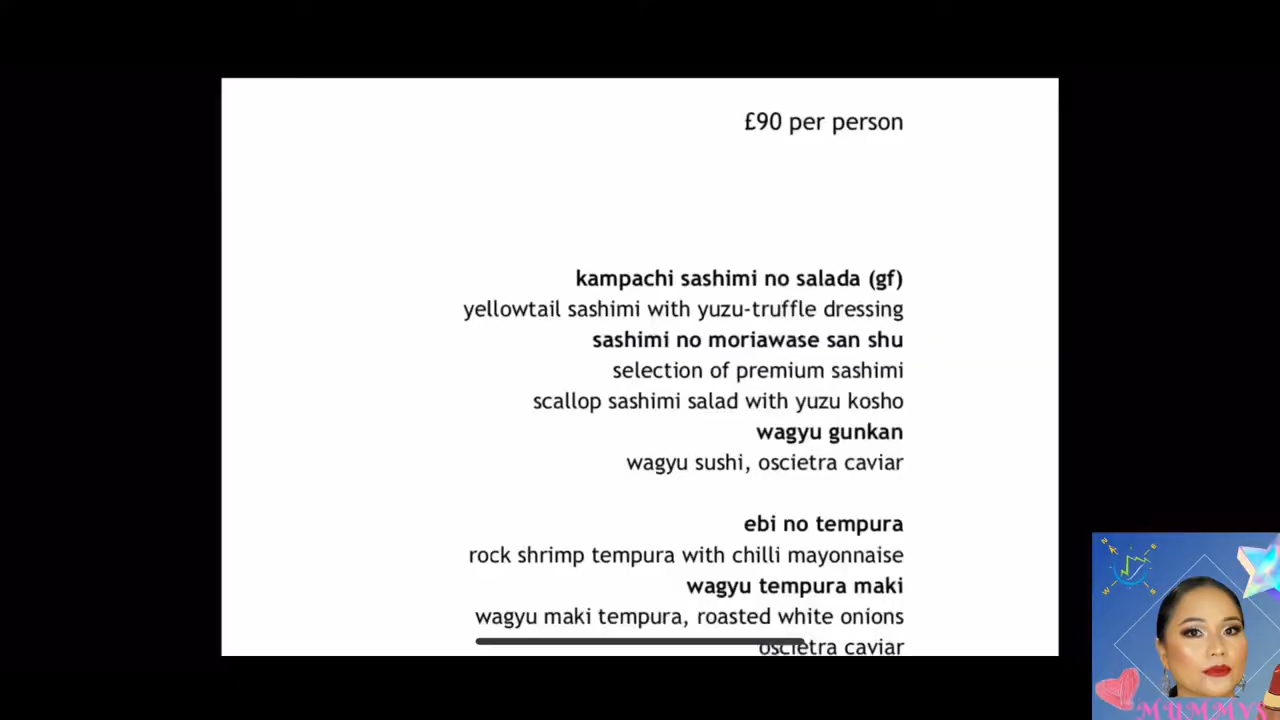 £90 per person
kampachi sashimi no salada (gf)
yellowtail sashimi with yuzu-truffle dressing
sashimi no moriawase san shu
selection of premium sashimi
scallop sashimi salad with yuzu kosho
wagyu gunkan
wagyu sushi, oscietra caviar
ebi no tempura
rock shrimp tempura with chilli mayonnaise
wagyu tempura maki
wagyu maki tempura, roasted white onions
oscietra caviar
N
E
W
S
MUMMYS